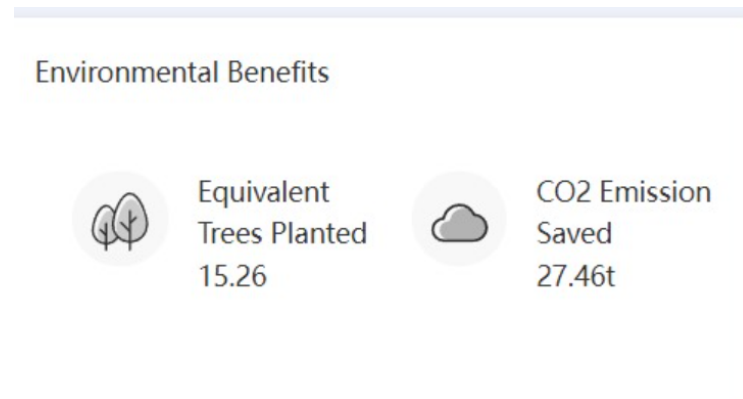 Environmental Benefits
Equivalent
Trees Planted
15.26
CO2 Emission
Saved
27.46t